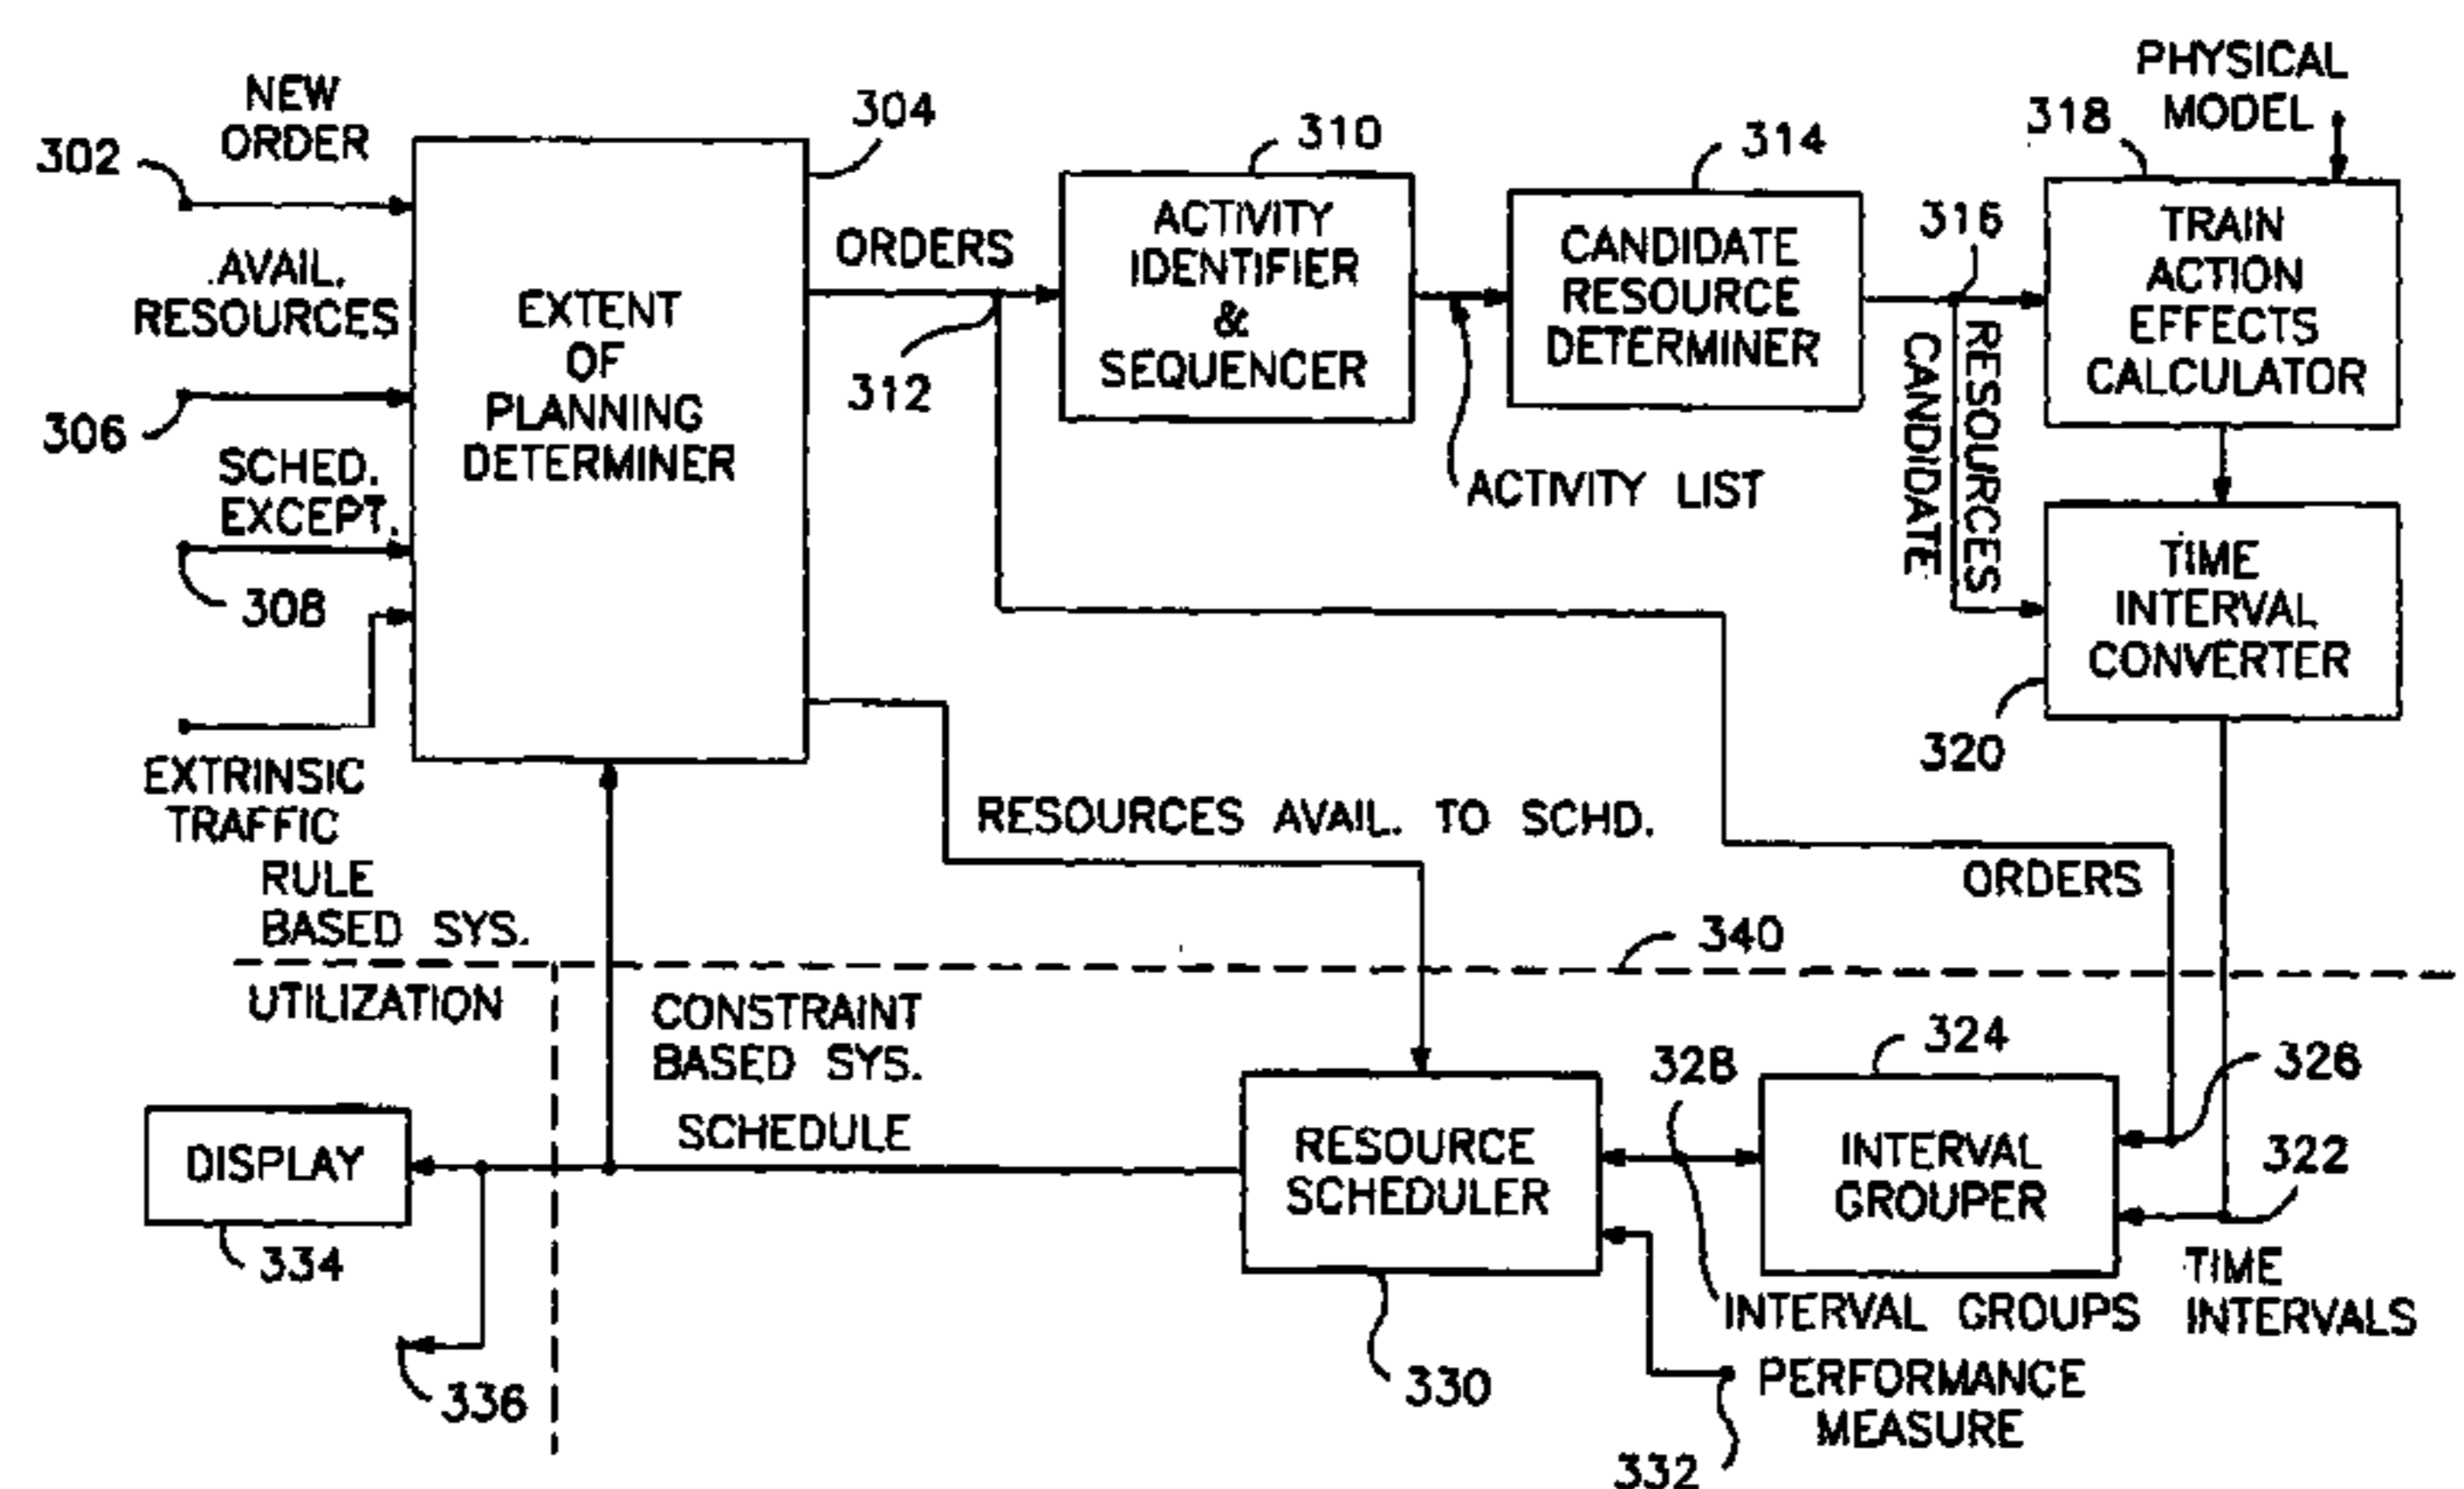 NEW
ORDER
302
.AVAIL.
RESOURCES
306
SCHED.
EXCEPT.
308
EXTRINSIC
TRAFFIC
304
EXTENT
OF
PLANNING
DETERMINER
ORDERS
312
310
ACTIVITY
IDENTIFIER
&
SEQUENCER
ACTIVITY LIST
314
CANDIDATE
RESOURCE
DETERMINER
316
CANDIDATE
RESOURCES
PHYSICAL
MODEL
318
TRAIN
ACTION
EFFECTS
CALCULATOR
TIME
INTERVAL
CONVERTER
320
RESOURCES AVAIL. TO SCHD.
ORDERS
RULE
BASED SYS.
340
UTILIZATION
CONSTRAINT
BASED SYS.
SCHEDULE
DISPLAY
334
336
RESOURCE
SCHEDULER
330
328
324
INTERVAL
GROUPER
326
322
TIME
INTERVALS
INTERVAL GROUPS
PERFORMANCE
MEASURE
332